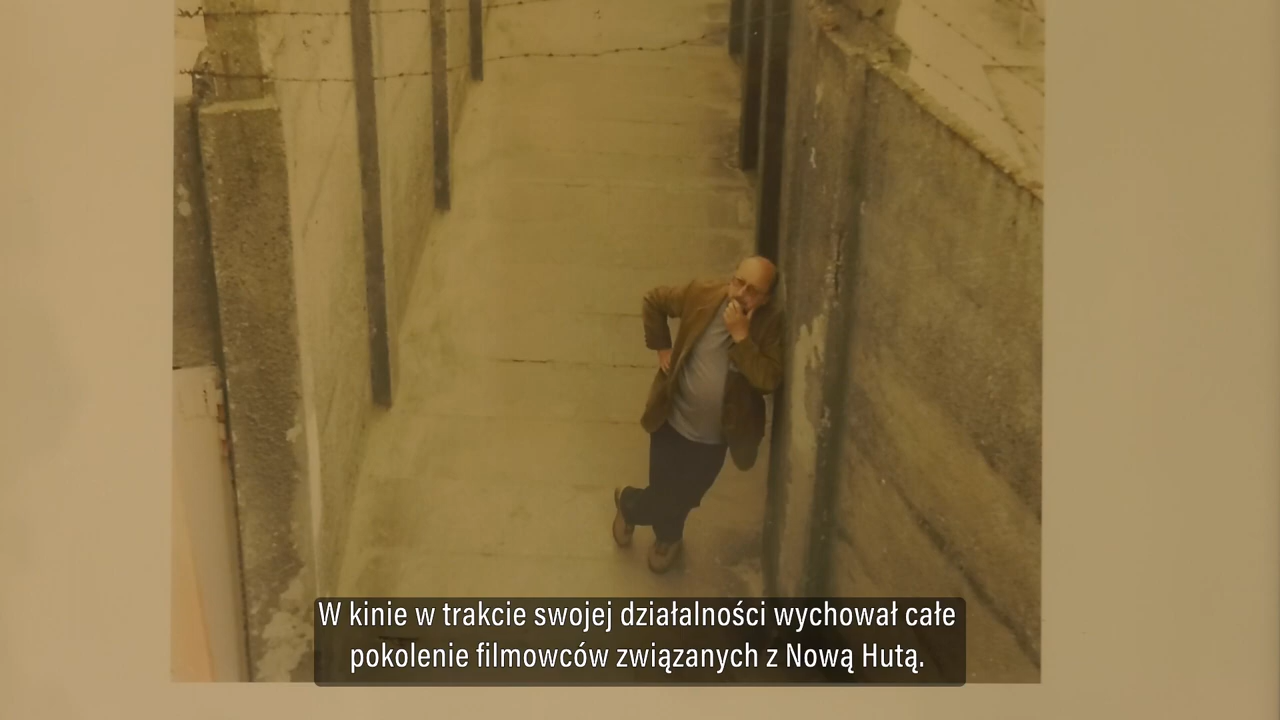 W kinie w trakcie swojej działalności wychował całe
pokolenie filmowców związanych z Nową Hutą.